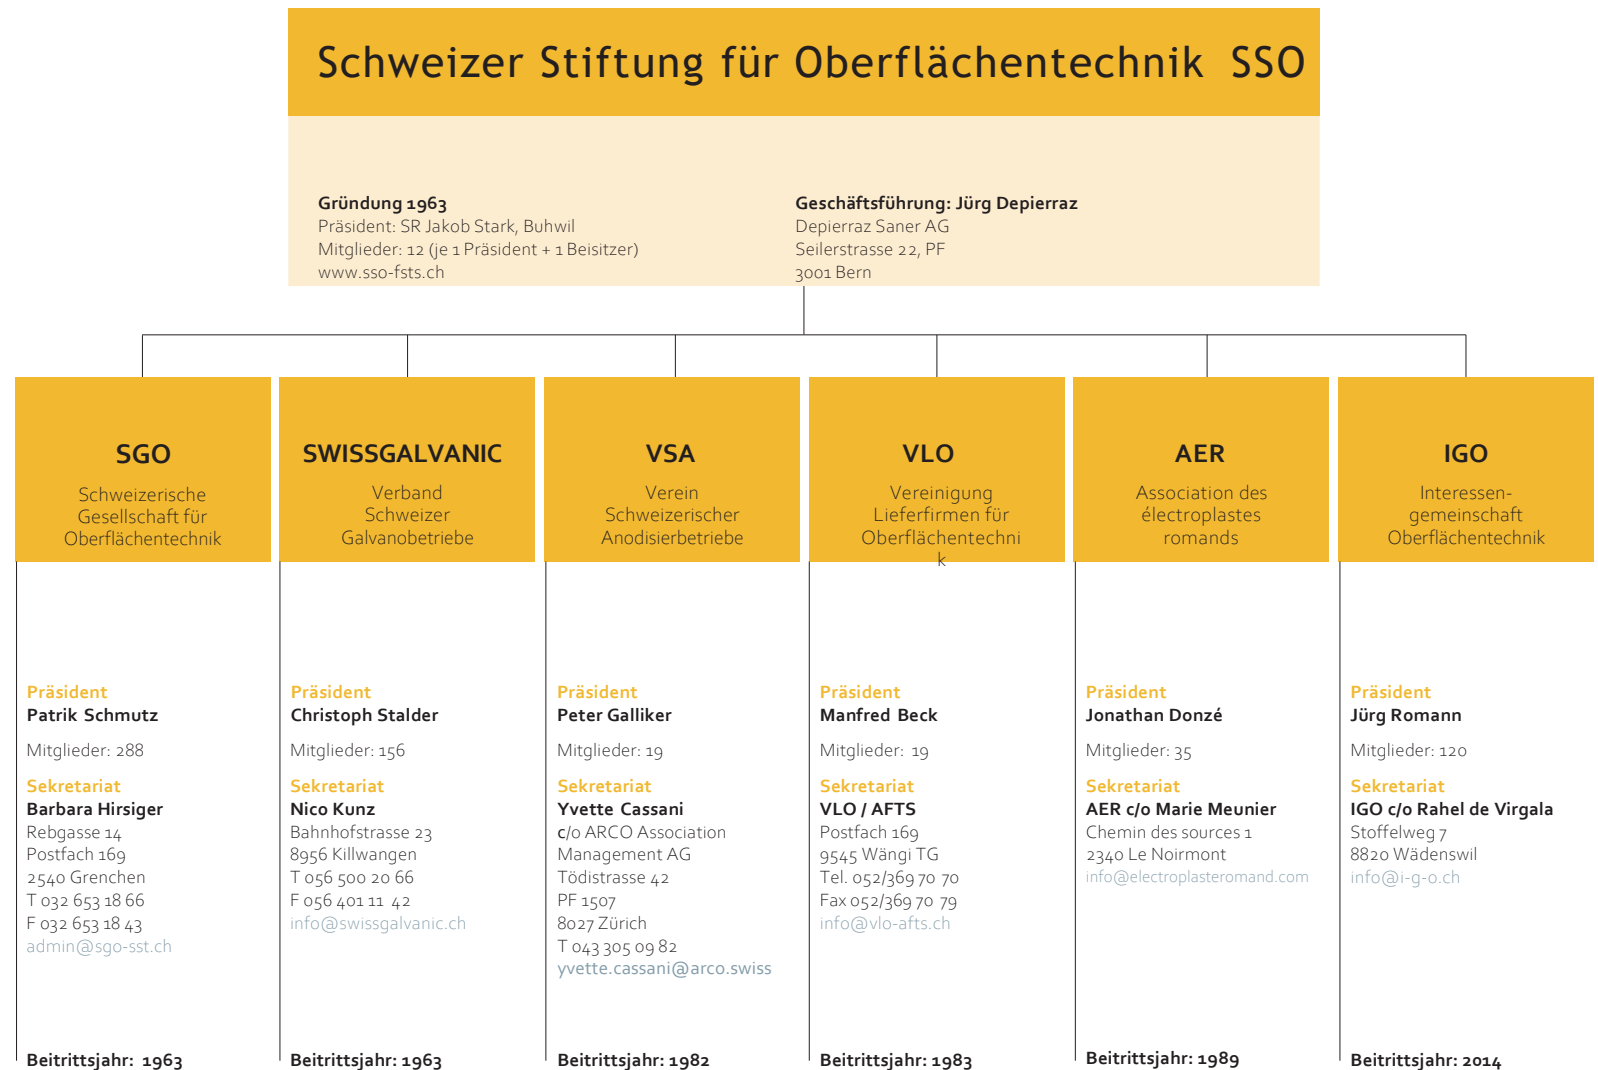 Schweizer Stiftung für Oberflächentechnik SSO
Gründung 1963
Präsident: SR Jakob Stark, Buhwil
Mitglieder: 12 (je 1 Präsident + 1 Beisitzer)
www.sso-fsts.ch
Geschäftsführung: Jürg Depierraz
Depierraz Saner AG
Seilerstrasse 22, PF
3001 Bern
SGO
Schweizerische
Gesellschaft für
Oberflächentechnik
Präsident
Patrik Schmutz
Mitglieder: 288
Sekretariat
Barbara Hirsiger
Rebgasse 14
Postfach 169
2540 Grenchen
T 032 653 18 66
F 032 653 18 43
admin@sgo-sst.ch
Beitrittsjahr: 1963
SWISSGALVANIC
Verband
Schweizer
Galvanobetriebe
Präsident
Christoph Stalder
Mitglieder: 156
Sekretariat
Nico Kunz
Bahnhofstrasse 23
8956 Killwangen
T 056 500 20 66
F 056 401 11 42
info@swissgalvanic.ch
Beitrittsjahr: 1963
VSA
Verein
Schweizerischer
Anodisierbetriebe
Präsident
Peter Galliker
Mitglieder: 19
Sekretariat
Yvette Cassani
c/o ARCO Association
Management AG
Tödistrasse 42
PF 1507
8027 Zürich
T 043 305 09 82
yvette.cassani@arco.swiss
Beitrittsjahr: 1982
VLO
Vereinigung
Lieferfirmen für
Oberflächentechni
k
Präsident
Manfred Beck
Mitglieder: 19
Sekretariat
VLO / AFTS
Postfach 169
9545 Wängi TG
Tel. 052/369 70 70
Fax 052/369 70 79
info@vlo-afts.ch
Beitrittsjahr: 1983
AER
Association des
électroplastes
romands
Präsident
Jonathan Donzé
Mitglieder: 35
Sekretariat
AER c/o Marie Meunier
Chemin des sources 1
2340 Le Noirmont
info@electroplasteromand.com
Beitrittsjahr: 1989
IGO
Interessen-
gemeinschaft
Oberflächentechnik
Präsident
Jürg Romann
Mitglieder: 120
Sekretariat
IGO c/o Rahel de Virgala
Stoffelweg 7
8820 Wädenswil
info@i-g-o.ch
Beitrittsjahr: 2014